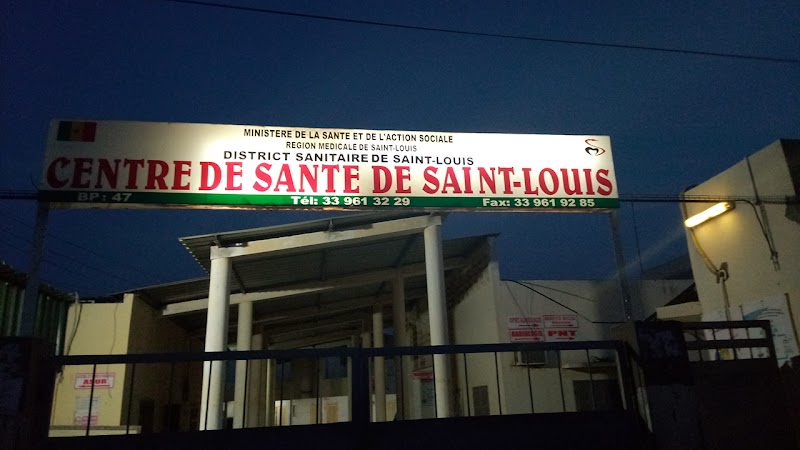 MINISTERE DE LA SANTE ET DE L'ACTION SOCIALE
REGION MEDICALE DE SAINT-LOUIS
DISTRICT SANITAIRE DE SAINT-LOUIS
CENTRE DE SANTE DE SAINT-LOUIS
BP : 47 Tél: 33 961 32 29 Fax: 33 961 92 85
PMT